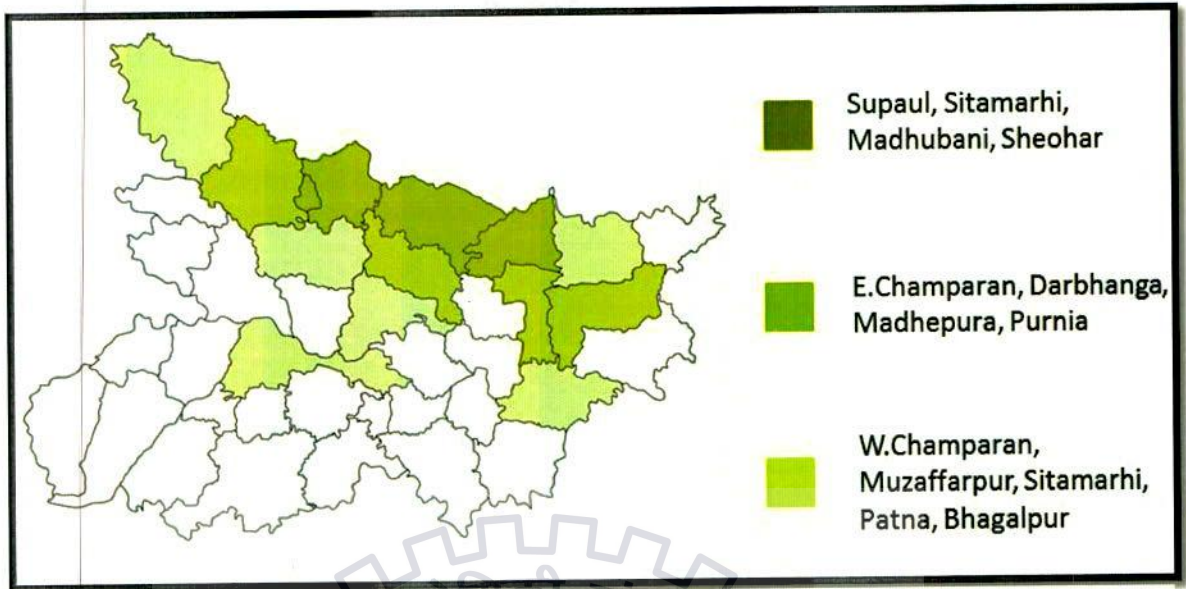 Supaul, Sitamarhi,
Madhubani, Sheohar
E.Champaran, Darbhanga,
Madhepura, Purnia
W.Champaran,
Muzaffarpur, Sitamarhi,
Patna, Bhagalpur